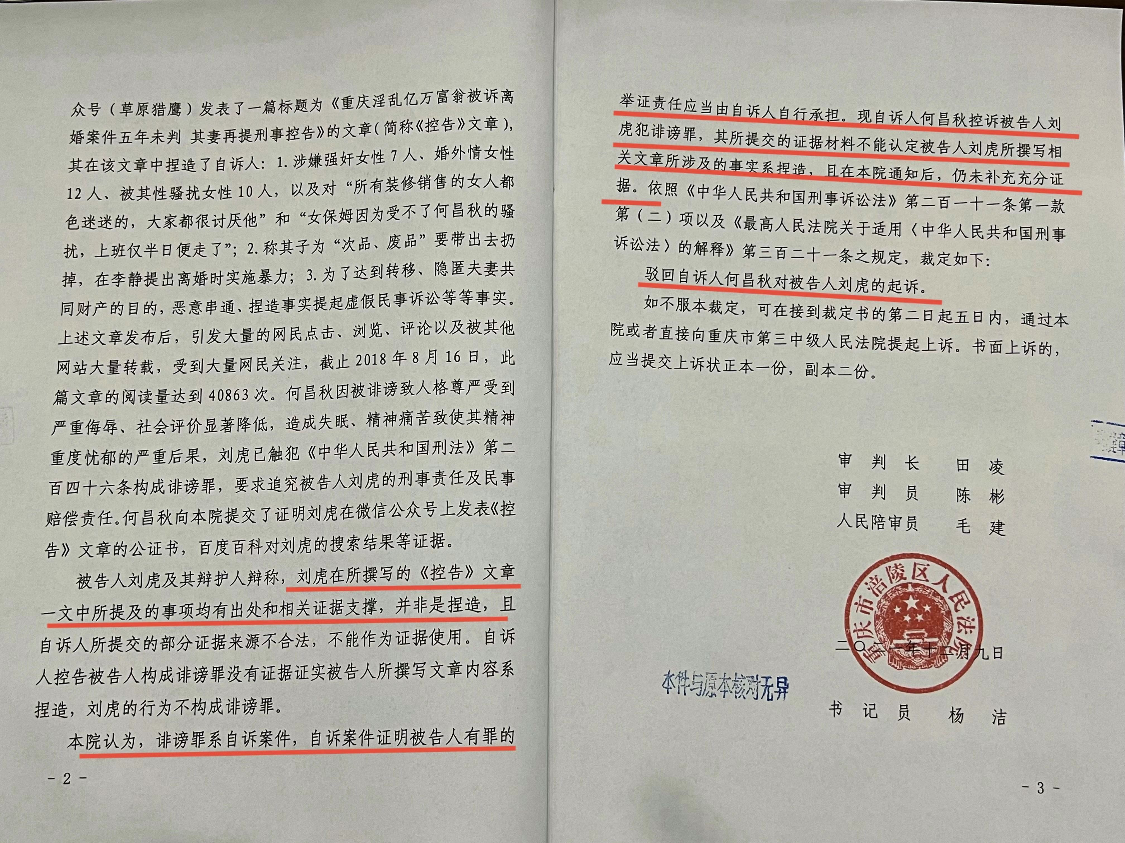 众号（草原猎鹰）发表了一篇标题为《重庆淫乱亿万富翁被诉离
婚案件五年未判 其妻再提刑事控告》的文章（简称《控告》文章），
其在该文章中捏造了自诉人：1.涉嫌强奸女性7人、婚外情女性
12人、被其性骚扰女性10人，以及对“所有装修销售的女人都
色迷迷的，大家都很讨厌他”和“女保姆因为受不了何昌秋的骚
扰，上班仅半日便走了”；2.称其子为“次品、废品”要带出去扔
掉，在李静提出离婚时实施暴力；3.为了达到转移、隐匿夫妻共
同财产的目的，恶意串通、捏造事实提起虚假民事诉讼等等事实。
上述文章发布后，引发大量的网民点击、浏览、评论以及被其他
网站大量转载，受到大量网民关注，截止2018年8月16日，此
篇文章的阅读量达到40863次。何昌秋因被诽谤致人格尊严受到
严重侮辱、社会评价显著降低，造成失眠、精神痛苦致使其精神
重度忧郁的严重后果，刘虎已触犯《中华人民共和国刑法》第二
百四十六条构成诽谤罪，要求追究被告人刘虎的刑事责任及民事
赔偿责任。何昌秋向本院提交了证明刘虎在微信公众号上发表《控
告》文章的公证书，百度百科对刘虎的搜索结果等证据。
被告人刘虎及其辩护人辩称，刘虎在所撰写的《控告》文章
一文中所提及的事项均有出处和相关证据支撑，并非是捏造，且
自诉人所提交的部分证据来源不合法，不能作为证据使用。自诉
人控告被告人构成诽谤罪没有证据证实被告人所撰写文章内容系
捏造，刘虎的行为不构成诽谤罪。
本院认为，诽谤罪系自诉案件，自诉案件证明被告人有罪的
- 2 -
举证责任应当由自诉人自行承担。现自诉人何昌秋控诉被告人刘
虎犯诽谤罪，其所提交的证据材料不能认定被告人刘虎所撰写相
关文章所涉及的事实系捏造，且在本院通知后，仍未补充充分证
据。依照《中华人民共和国刑事诉讼法》第二百一十一条第一款
第（二）项以及《最高人民法院关于适用〈中华人民共和国刑事
诉讼法〉的解释》第三百二十一条之规定，裁定如下：
驳回自诉人何昌秋对被告人刘虎的起诉。
如不服本裁定，可在接到裁定书的第二日起五日内，通过本
院或者直接向重庆市第三中级人民法院提起上诉。书面上诉的，
应当提交上诉状正本一份，副本二份。
审 判 长 田 凌
审 判 员 陈 彬
人民陪审员 毛 建
重庆市涪陵区人民法院
二〇二一年十二月九日
本件与原本核对无异
书 记 员 杨 洁
- 3 -